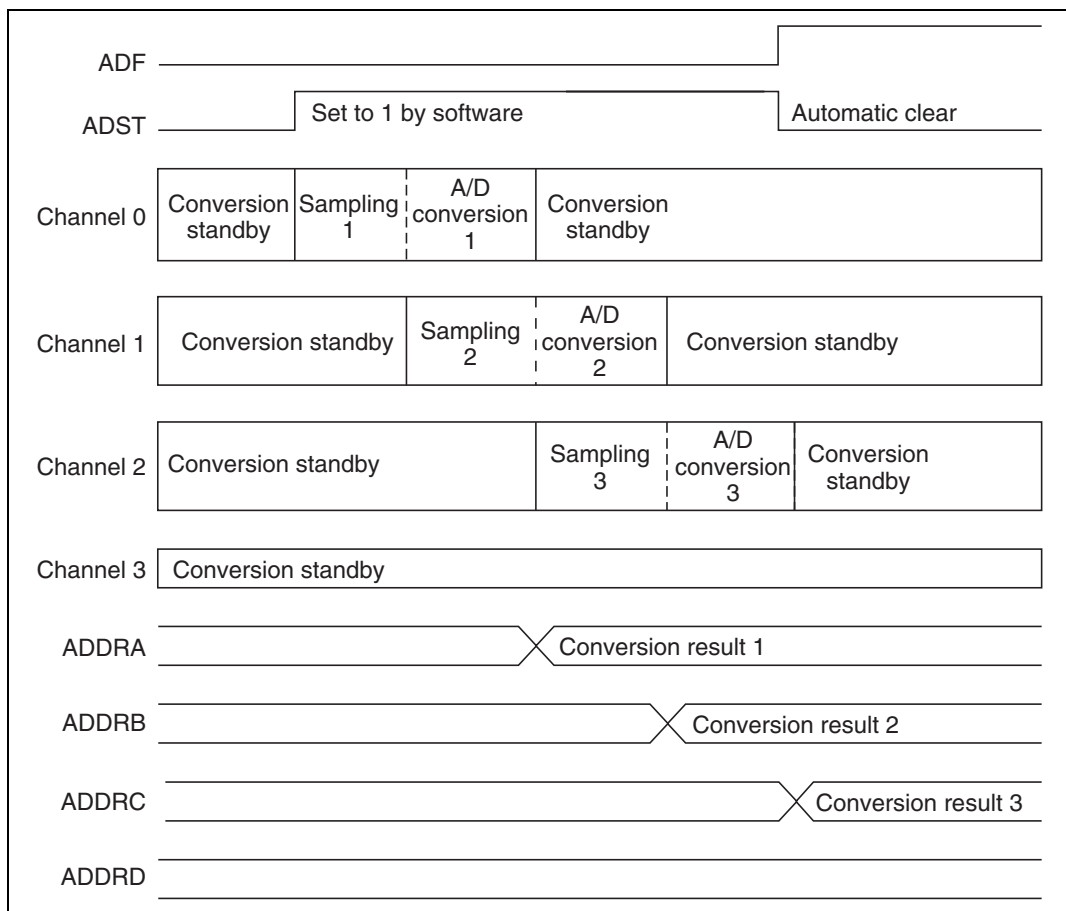 ADF
ADST
Set to 1 by software
Automatic clear
Channel 0
Conversion
standby
Sampling
1
A/D
conversion
1
Conversion
standby
Channel 1
Conversion standby
Sampling
2
A/D
conversion
2
Conversion standby
Channel 2
Conversion standby
Sampling
3
A/D
conversion
3
Conversion
standby
Channel 3
Conversion standby
ADDRA
Conversion result 1
ADDRB
Conversion result 2
ADDRC
Conversion result 3
ADDRD